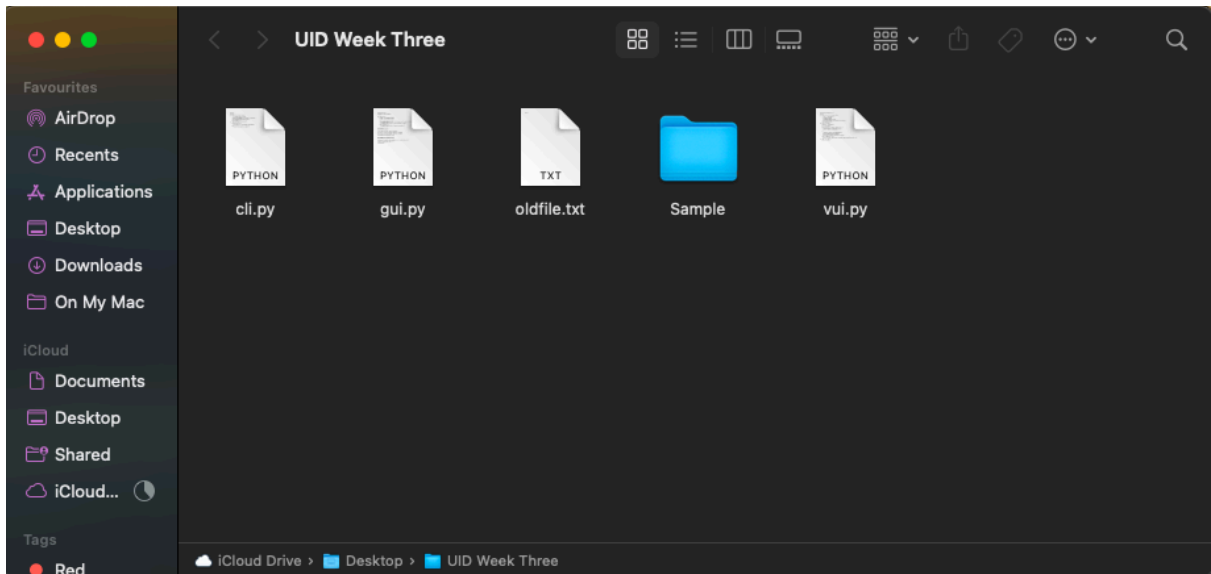 UID Week Three
Favourites
AirDrop
Recents
Applications
Desktop
Downloads
On My Mac
iCloud
Documents
Desktop
Shared
iCloud...
Tags
Red
PYTHON
cli.py
PYTHON
gui.py
TXT
oldfile.txt
Sample
PYTHON
vui.py
iCloud Drive › Desktop › UID Week Three